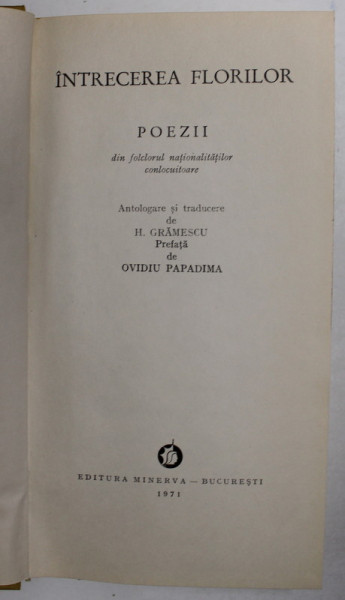 ÎNTRECEREA FLORILOR
POEZII
din folclorul naționalităților
conlocuitoare
Antologare și traducere
de
H. GRĂMESCU
Prefață
de
OVIDIU PAPADIMA
EDITURA MINERVA — BUCUREȘTI
1971